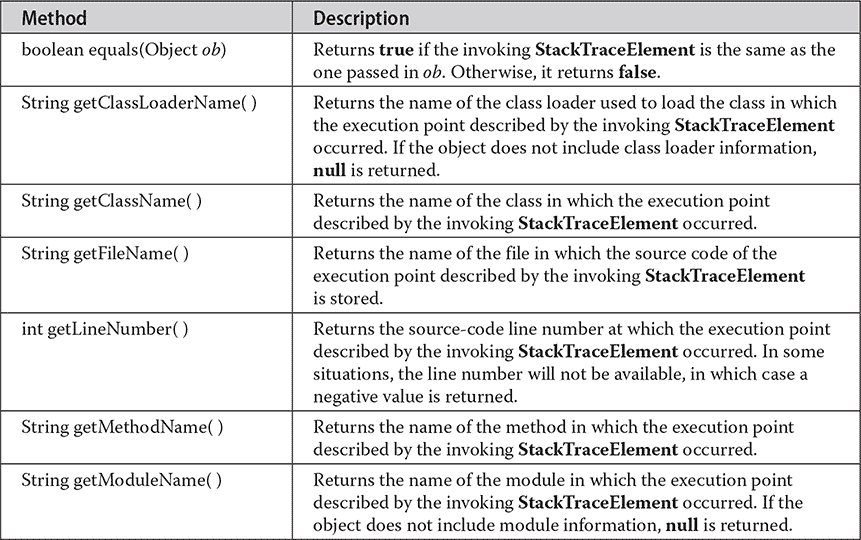 Method Description
boolean equals(Object ob) Returns true if the invoking StackTraceElement is the same as the
one passed in ob. Otherwise, it returns false.
String getClassLoaderName( ) Returns the name of the class loader used to load the class in which
the execution point described by the invoking StackTraceElement
occurred. If the object does not include class loader information,
null is returned.
String getClassName( ) Returns the name of the class in which the execution point
described by the invoking StackTraceElement occurred.
String getFileName( ) Returns the name of the file in which the source code of the
execution point described by the invoking StackTraceElement
is stored.
int getLineNumber( ) Returns the source-code line number at which the execution point
described by the invoking StackTraceElement occurred. In some
situations, the line number will not be available, in which case a
negative value is returned.
String getMethodName( ) Returns the name of the method in which the execution point
described by the invoking StackTraceElement occurred.
String getModuleName( ) Returns the name of the module in which the execution point
described by the invoking StackTraceElement occurred. If the
object does not include module information, null is returned.